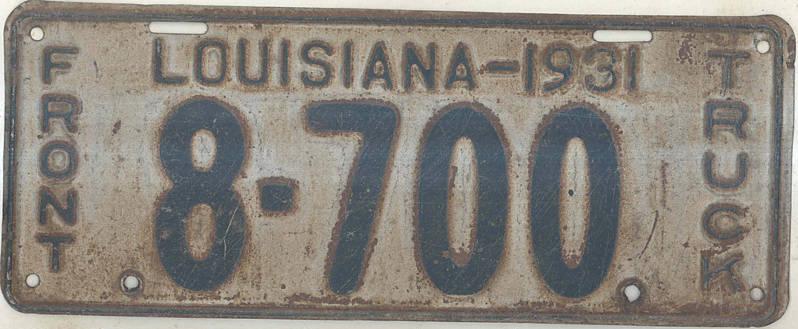 LOUISIANA-1931
FRONT
8-700
TRUCK